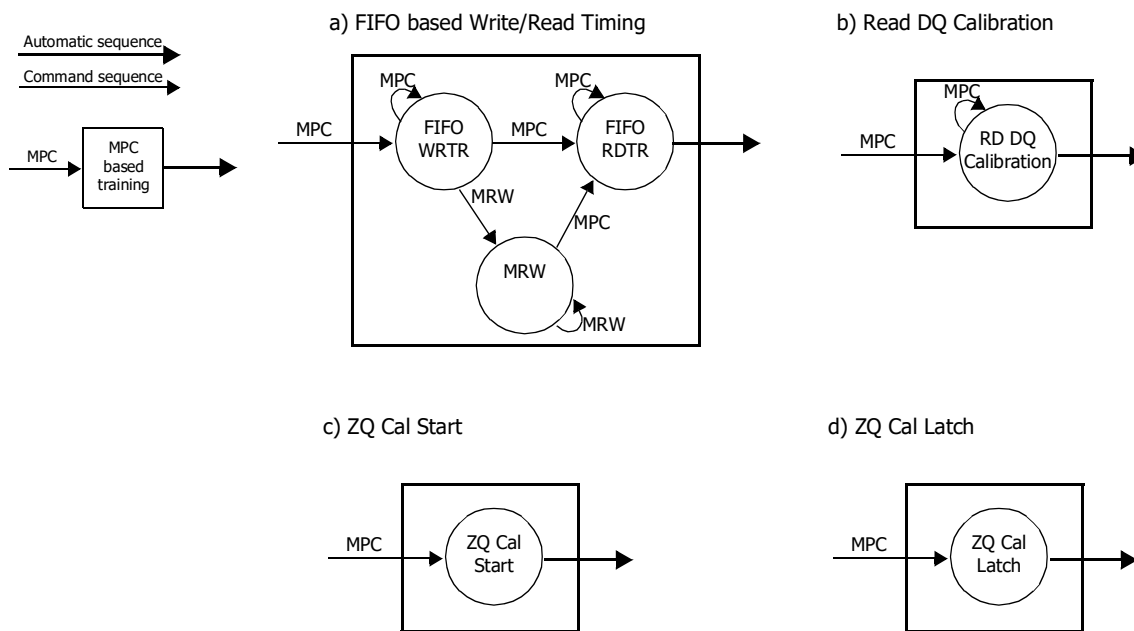 a) FIFO based Write/Read Timing
b) Read DQ Calibration
Automatic sequence
Command sequence
MPC
MPC
based
training
MPC
MPC
FIFO
WRTR
MPC
MPC
FIFO
RDTR
MRW
MPC
MRW
MRW
MPC
MPC
RD DQ
Calibration
c) ZQ Cal Start
d) ZQ Cal Latch
MPC
ZQ Cal
Start
MPC
ZQ Cal
Latch